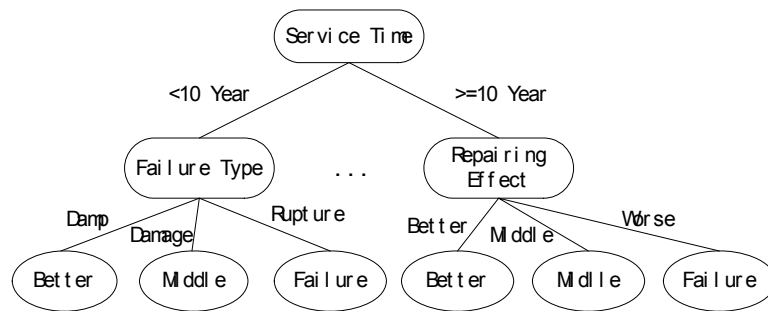 Service Time
<10 Year
>=10 Year
Failure Type
...
Repairing
Effect
Damp
Damage
Rupture
Better
Middle
Worse
Better
Middle
Failure
Better
Midlle
Failure